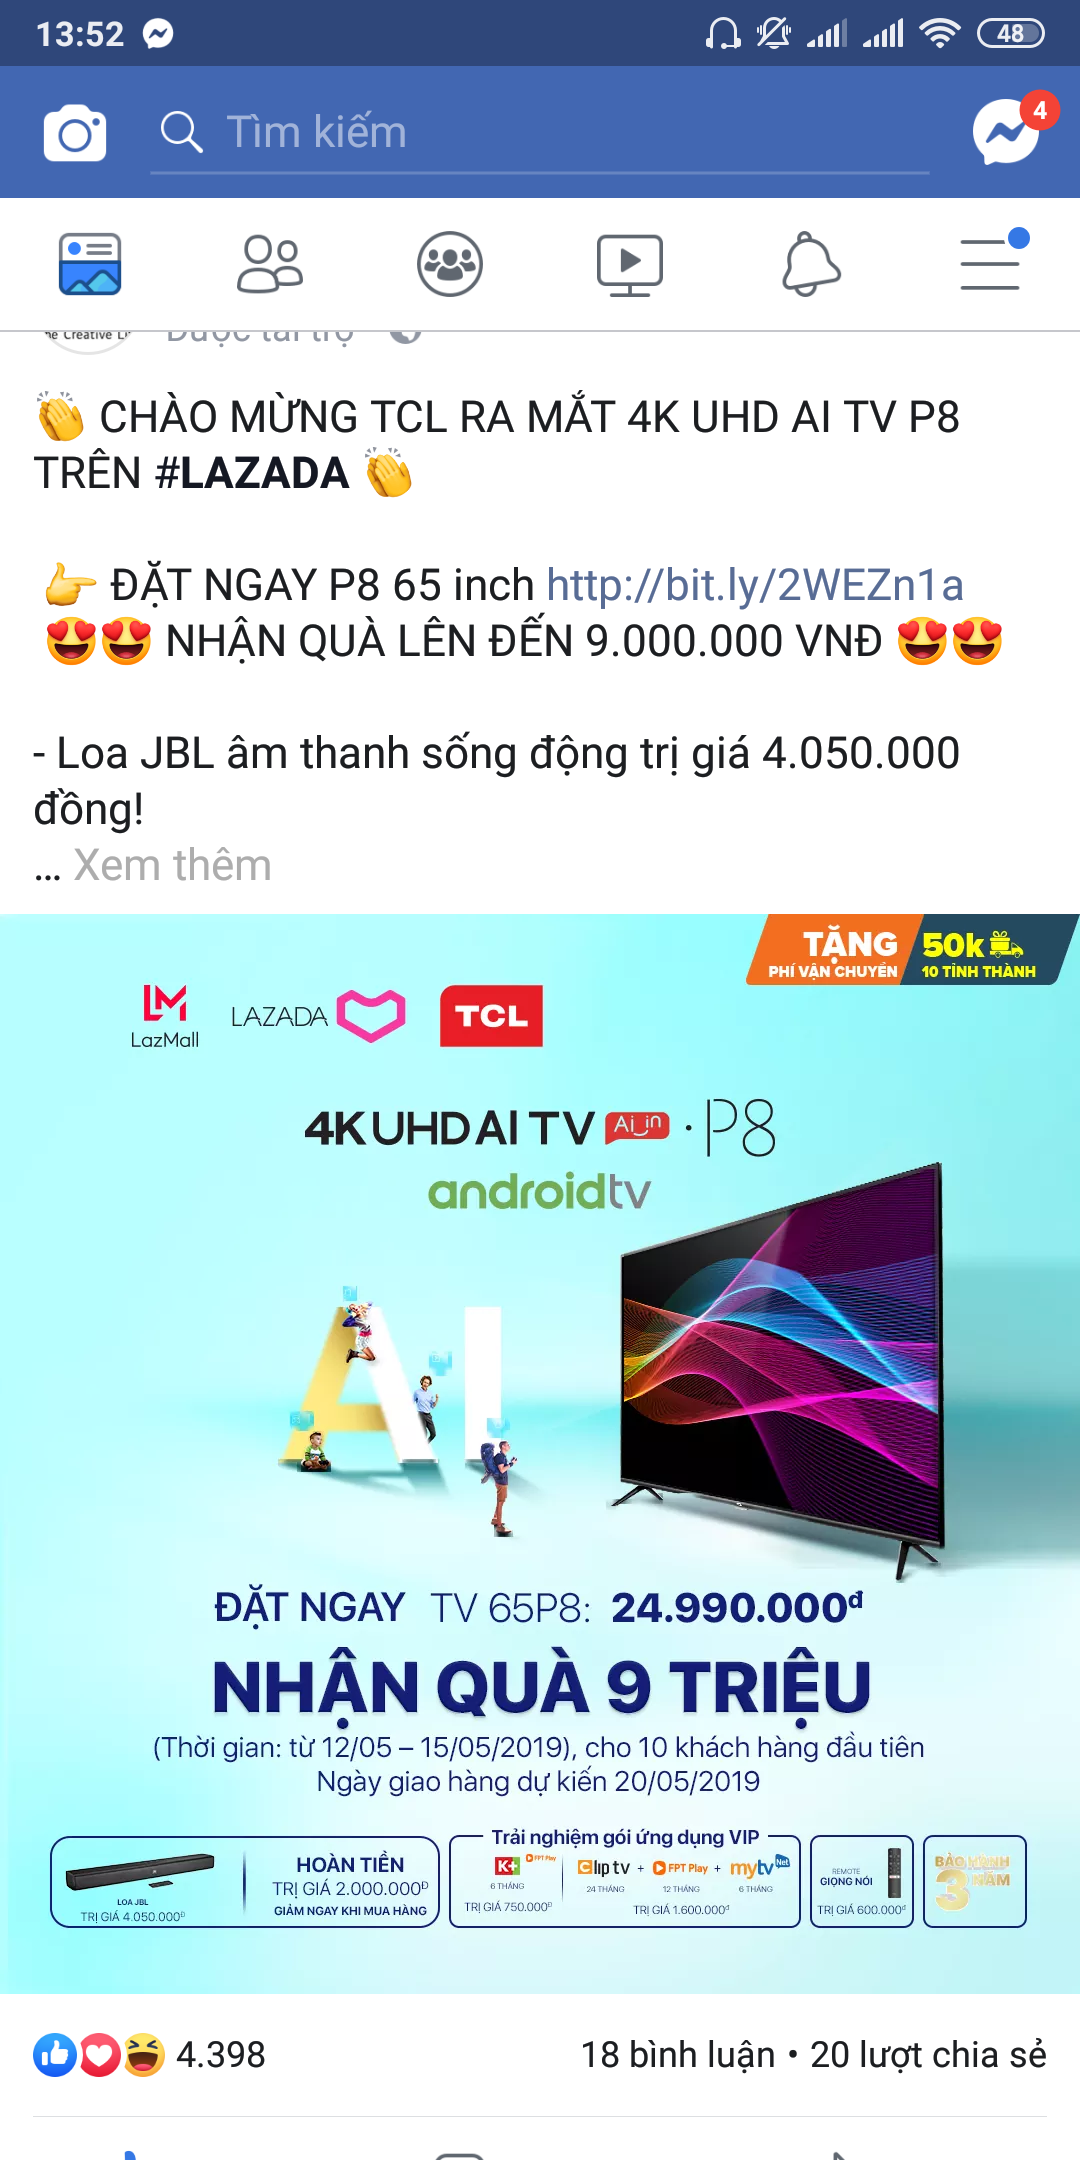 13:52
48
Tìm kiếm
4
he Creative Li
Được tài trợ
👏 CHÀO MỪNG TCL RA MẮT 4K UHD AI TV P8
TRÊN #LAZADA 👏
👉 ĐẶT NGAY P8 65 inch http://bit.ly/2WEZn1a
😍😍 NHẬN QUÀ LÊN ĐẾN 9.000.000 VNĐ 😍😍
- Loa JBL âm thanh sống động trị giá 4.050.000
đồng!
... Xem thêm
TẶNG 50k
PHÍ VẬN CHUYỂN 10 TỈNH THÀNH
LM
LazMall
LAZADA
TCL
4K UHD AI TV Ai_in · P8
androidtv
AI
ĐẶT NGAY TV 65P8: 24.990.000đ
NHẬN QUÀ 9 TRIỆU
(Thời gian: từ 12/05 – 15/05/2019), cho 10 khách hàng đầu tiên
Ngày giao hàng dự kiến 20/05/2019
LOA JBL
TRỊ GIÁ 4.050.000Đ
HOÀN TIỀN
TRỊ GIÁ 2.000.000Đ
GIẢM NGAY KHI MUA HÀNG
Trải nghiệm gói ứng dụng VIP
K+ FPT Play
6 THÁNG
TRỊ GIÁ 750.000Đ
Cliptv + FPT Play + mytv Net
24 THÁNG 12 THÁNG 6 THÁNG
TRỊ GIÁ 1.600.000đ
REMOTE
GIỌNG NÓI
TRỊ GIÁ 600.000đ
BẢO HÀNH
3 NĂM
4.398
18 bình luận • 20 lượt chia sẻ